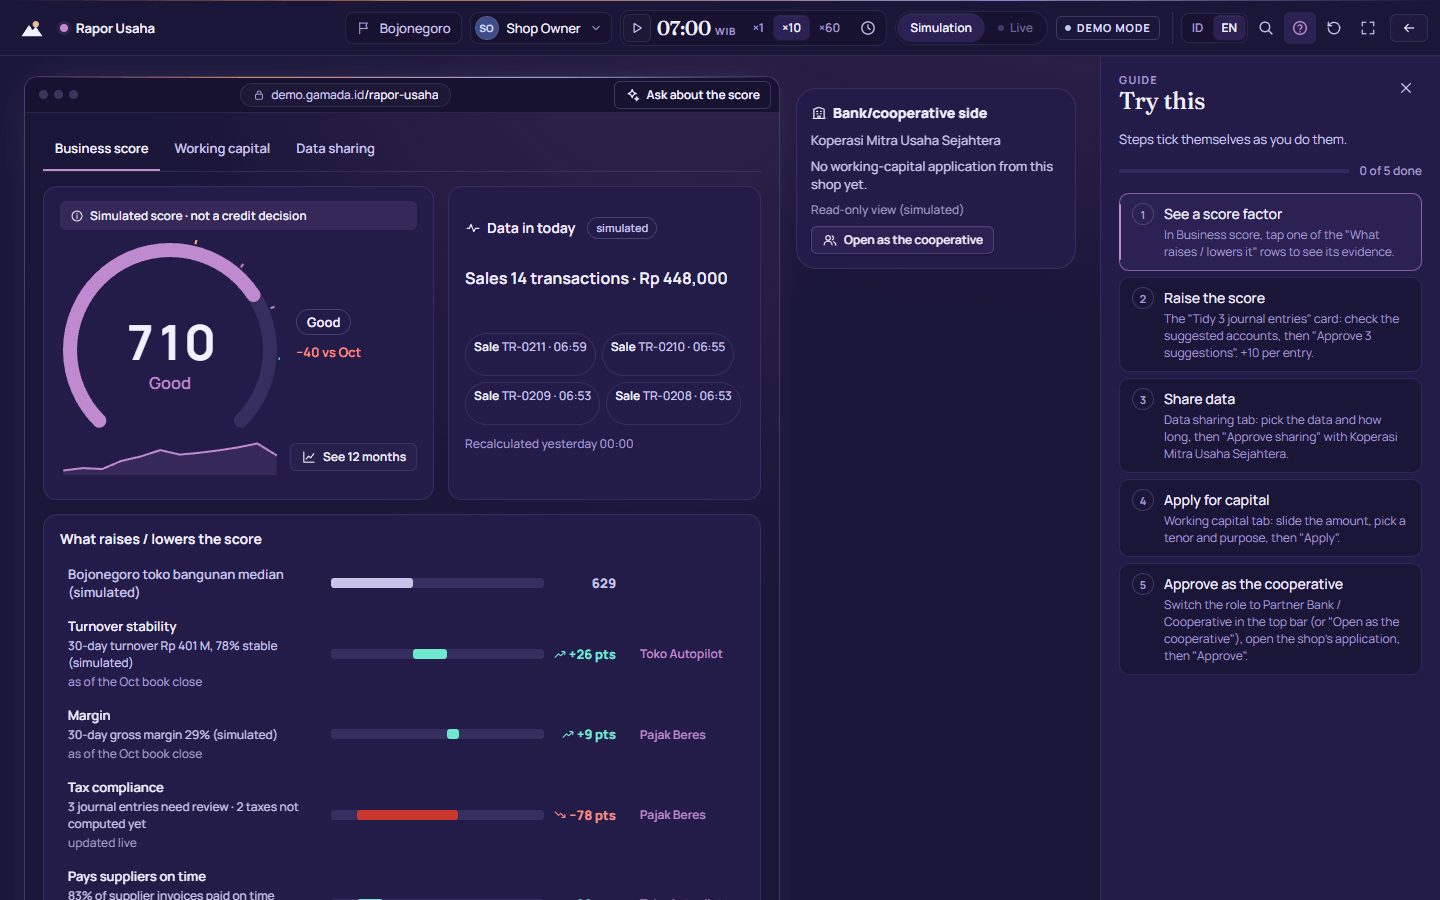 Rapor Usaha
Bojonegoro
SO Shop Owner
07:00 WIB
×1 ×10 ×60
Simulation
Live
DEMO MODE
ID EN
demo.gamada.id/rapor-usaha
Ask about the score
Business score
Working capital
Data sharing
Simulated score · not a credit decision
710
Good
Good
−40 vs Oct
See 12 months
Data in today
simulated
Sales 14 transactions · Rp 448,000
Sale TR-0211 · 06:59
Sale TR-0210 · 06:55
Sale TR-0209 · 06:53
Sale TR-0208 · 06:53
Recalculated yesterday 00:00
What raises / lowers the score
Bojonegoro toko bangunan median
(simulated)
629
Turnover stability
30-day turnover Rp 401 M, 78% stable
(simulated)
as of the Oct book close
+26 pts
Toko Autopilot
Margin
30-day gross margin 29% (simulated)
as of the Oct book close
+9 pts
Pajak Beres
Tax compliance
3 journal entries need review · 2 taxes not
computed yet
updated live
−78 pts
Pajak Beres
Pays suppliers on time
83% of supplier invoices paid on time
Bank/cooperative side
Koperasi Mitra Usaha Sejahtera
No working-capital application from this
shop yet.
Read-only view (simulated)
Open as the cooperative
GUIDE
Try this
Steps tick themselves as you do them.
0 of 5 done
1 See a score factor
In Business score, tap one of the "What
raises / lowers it" rows to see its evidence.
2 Raise the score
The "Tidy 3 journal entries" card: check the
suggested accounts, then "Approve 3
suggestions". +10 per entry.
3 Share data
Data sharing tab: pick the data and how
long, then "Approve sharing" with Koperasi
Mitra Usaha Sejahtera.
4 Apply for capital
Working capital tab: slide the amount, pick a
tenor and purpose, then "Apply".
5 Approve as the cooperative
Switch the role to Partner Bank /
Cooperative in the top bar (or "Open as the
cooperative"), open the shop's application,
then "Approve".